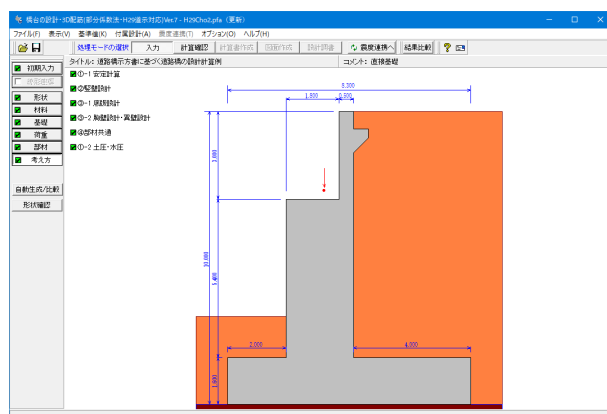 橋台の設計・3D配筋(部分係数法・H29道示対応)Ver.7 - H29Cho2.pfa（更新）
ファイル(F) 表示(V) 基準値(K) 付属設計(A) 震度連携(T) オプション(O) ヘルプ(H)
処理モードの選択 入力 計算確認 計算書作成 図面作成 設計調書 震度連携へ 結果比較
タイトル: 道路橋示方書に基づく道路橋の設計計算例 コメント: 直接基礎
初期入力
形状
材料
基礎
荷重
部材
考え方
自動生成/比較
形状確認
①-1 安定計算
②竪壁設計
③-1 底版設計
③-2 胸壁設計・翼壁設計
④部材共通
①-2 土圧・水圧
8.300
1.800 0.500
10.000
5.400
2.000
4.000